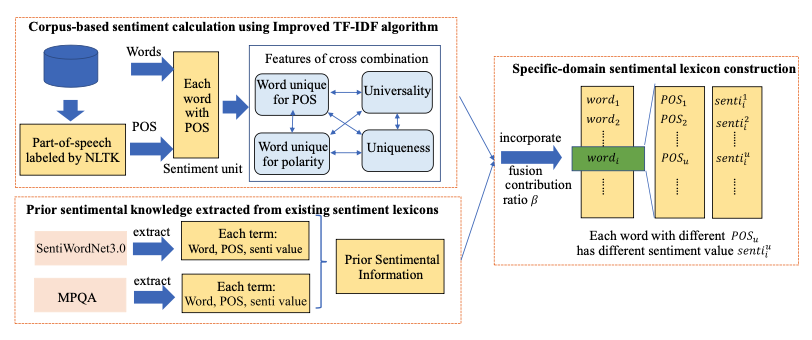 Corpus-based sentiment calculation using Improved TF-IDF algorithm
Words
Part-of-speech
labeled by NLTK
POS
Each
word
with
POS
Sentiment unit
Features of cross combination
Word unique
for POS
Universality
Word unique
for polarity
Uniqueness
Prior sentimental knowledge extracted from existing sentiment lexicons
SentiWordNet3.0
extract
Each term:
Word, POS, senti value
MPQA
extract
Each term:
Word, POS, senti value
Prior Sentimental
Information
incorporate
fusion
contribution
ratio β
Specific-domain sentimental lexicon construction
word₁
word₂
⋮
wordᵢ
⋮
POS₁
POS₂
⋮
POSᵤ
⋮
sentiᵢ¹
sentiᵢ²
⋮
sentiᵢᵘ
⋮
Each word with different POSᵤ
has different sentiment value sentiᵢᵘ